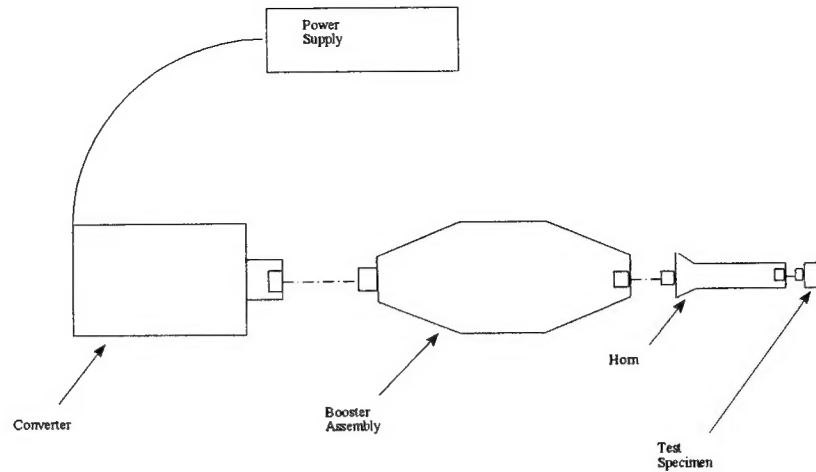 Power
Supply
Horn
Converter
Booster
Assembly
Test
Specimen